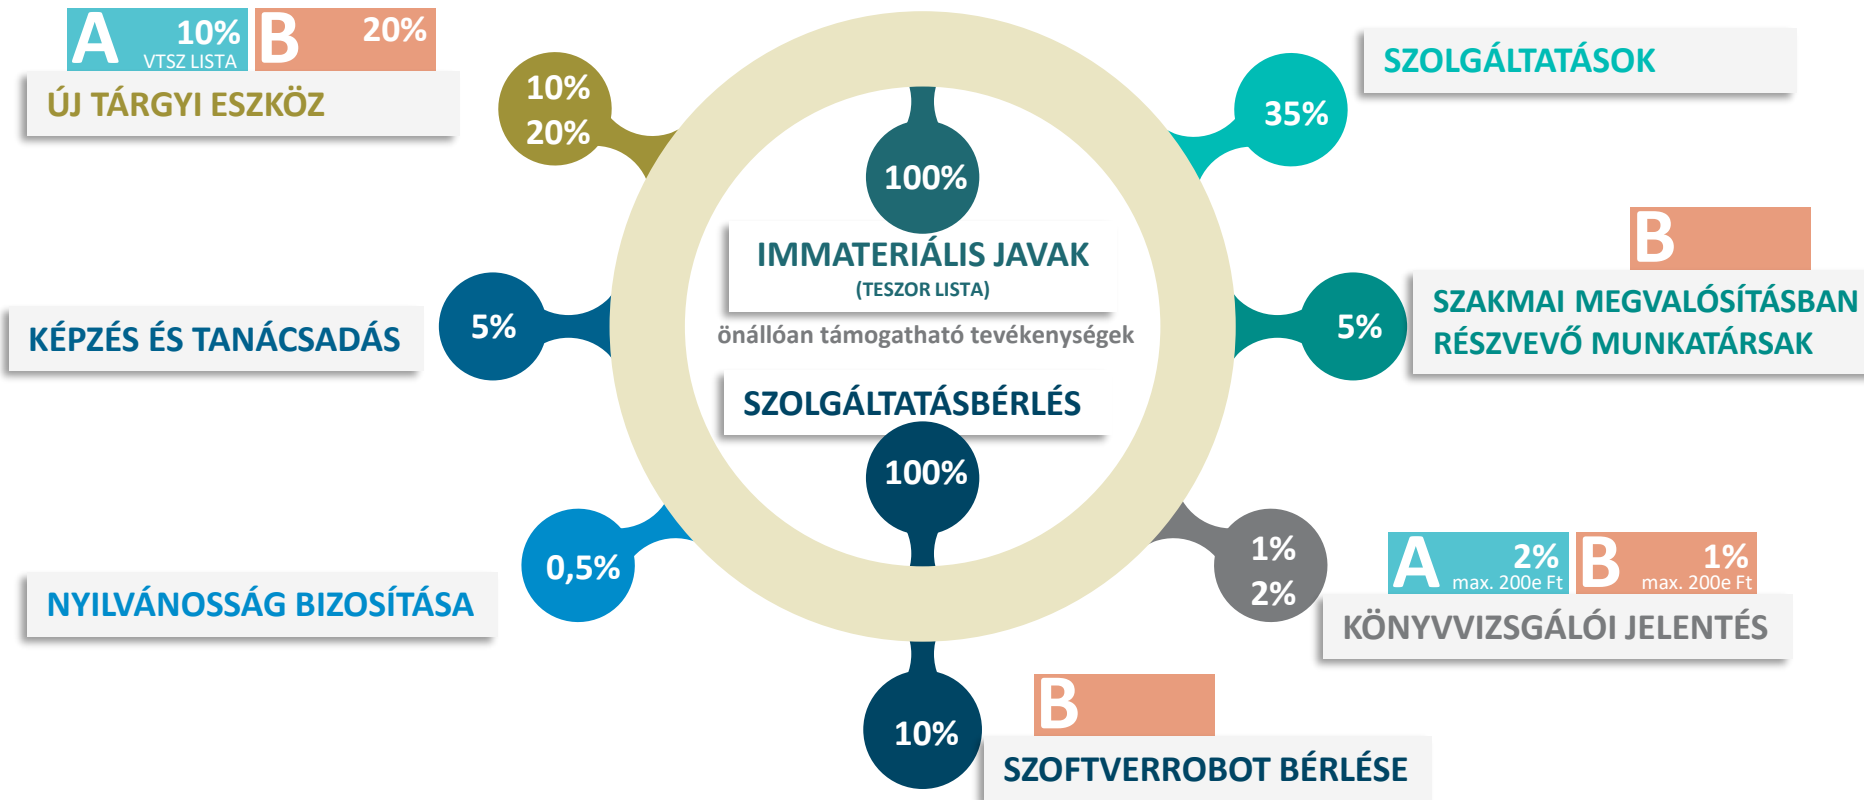 A 10%
VTSZ LISTA
B 20%
ÚJ TÁRGYI ESZKÖZ
10%
20%
SZOLGÁLTATÁSOK
35%
100%
IMMATERIÁLIS JAVAK
(TESZOR LISTA)
önállóan támogatható tevékenységek
SZOLGÁLTATÁSBÉRLÉS
100%
KÉPZÉS ÉS TANÁCSADÁS
5%
B
5%
SZAKMAI MEGVALÓSÍTÁSBAN
RÉSZVEVŐ MUNKATÁRSAK
NYILVÁNOSSÁG BIZOSÍTÁSA
0,5%
1%
2%
A 2%
max. 200e Ft
B 1%
max. 200e Ft
KÖNYVVIZSGÁLÓI JELENTÉS
10%
B
SZOFTVERROBOT BÉRLÉSE